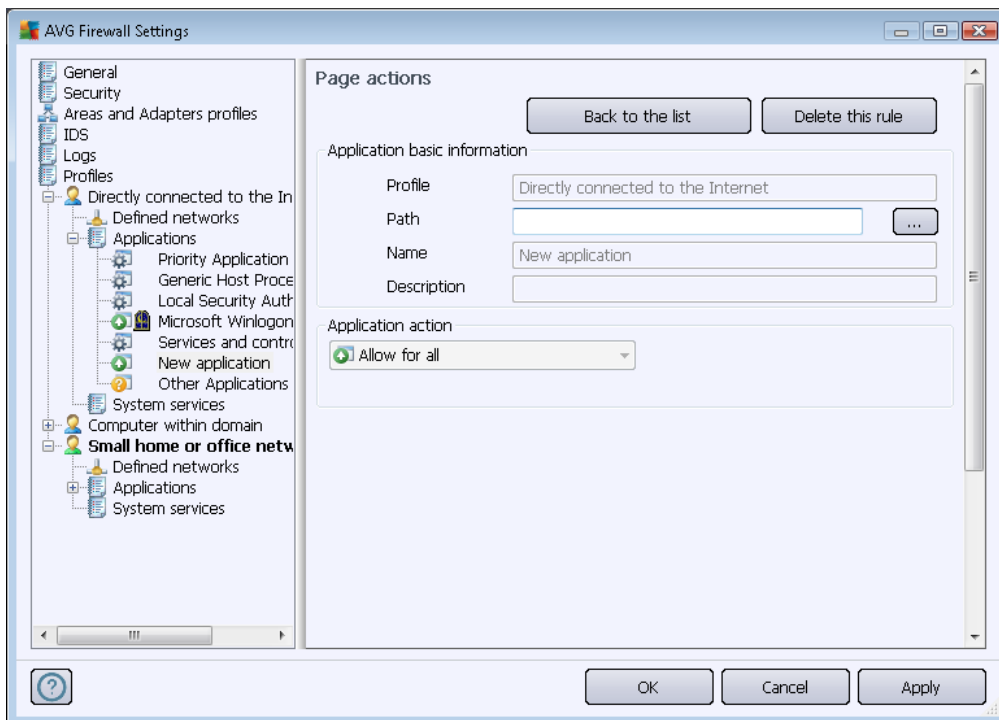 AVG Firewall Settings
General
Security
Areas and Adapters profiles
IDS
Logs
Profiles
Directly connected to the In
Defined networks
Applications
Priority Application
Generic Host Proce
Local Security Auth
Microsoft Winlogon
Services and contro
New application
Other Applications
System services
Computer within domain
Small home or office netw
Defined networks
Applications
System services
Page actions
Back to the list
Delete this rule
Application basic information
Profile
Directly connected to the Internet
Path
...
Name
New application
Description
Application action
Allow for all
OK
Cancel
Apply